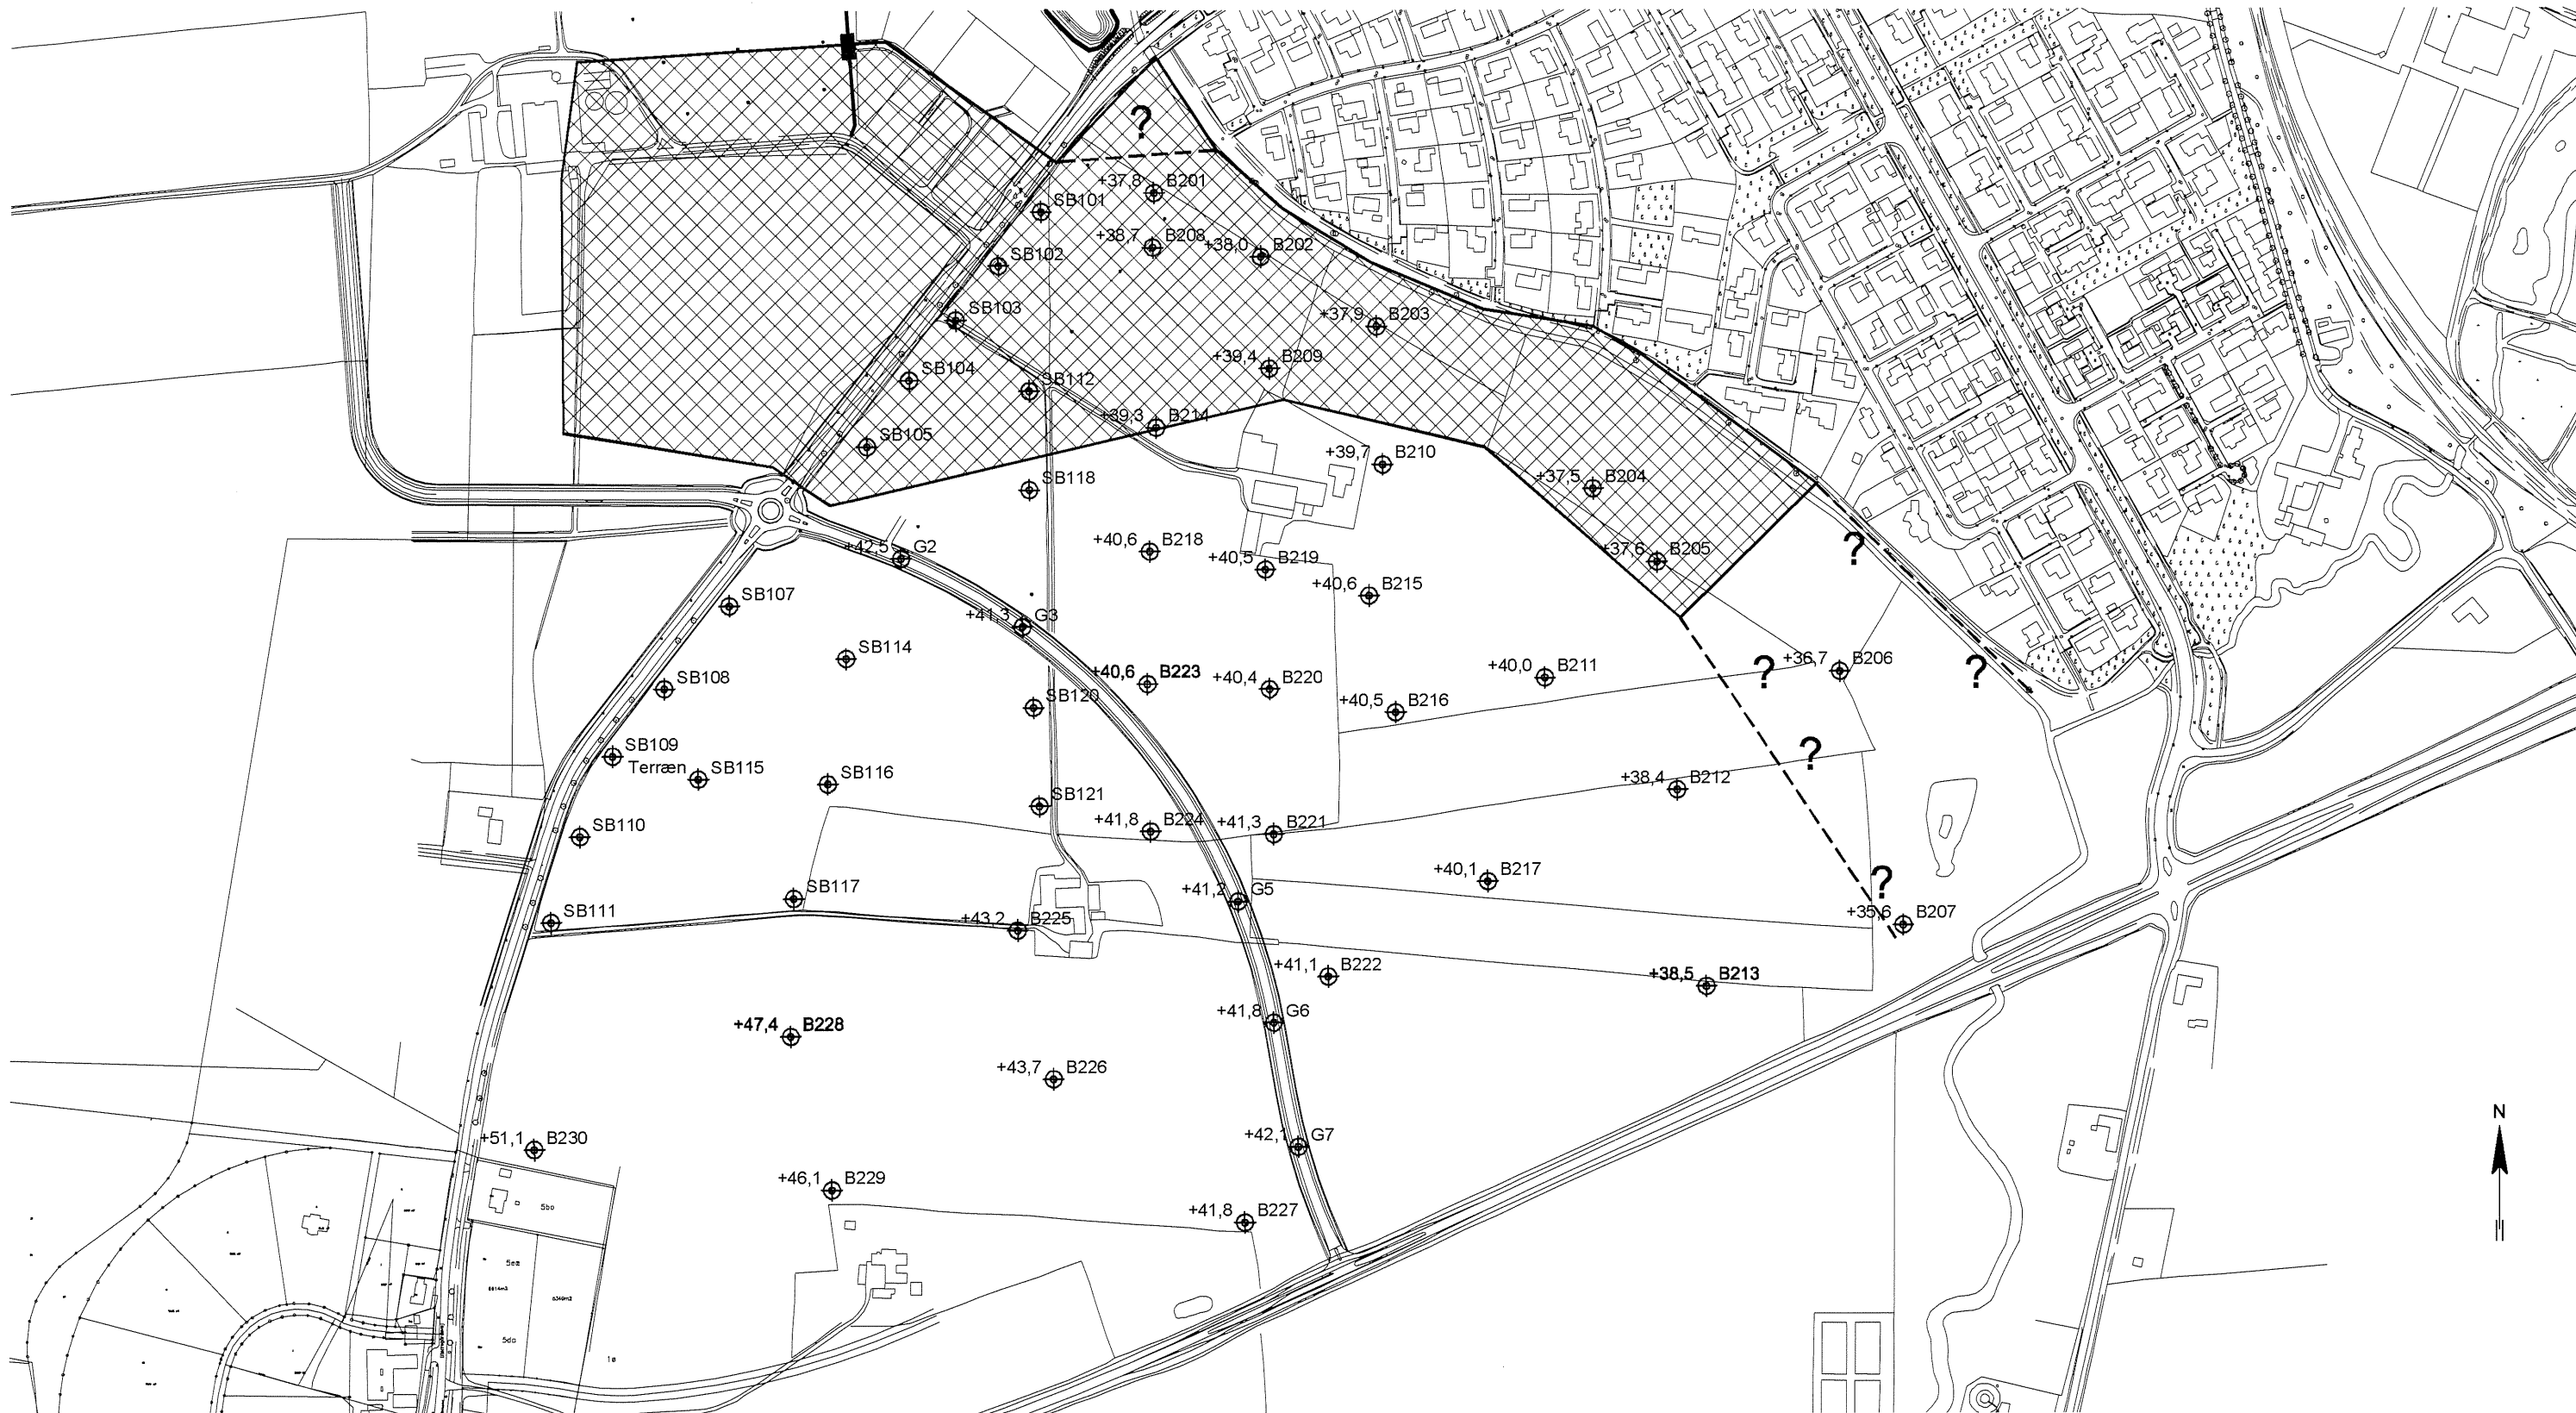 ?
+37,8 B201
SB101
+38,7 B208
+38,0 B202
SB102
SB103
+37,9 B203
+39,4 B209
SB104
SB112
+39,3 B214
SB105
+39,7 B210
SB118
+37,5 B204
+42,5 G2
+40,6 B218
+40,5 B219
+37,6 B205
?
+40,6 B215
SB107
+41,3 G3
SB114
SB108
+40,6 B223
+40,4 B220
+40,0 B211
?
+36,7 B206
?
SB120
+40,5 B216
SB109
Terræn
SB115
SB116
?
+38,4 B212
SB121
SB110
+41,8 B224
+41,3 B221
+40,1 B217
?
SB117
+41,2 G5
SB111
+43,2 B225
+35,6 B207
+41,1 B222
+38,5 B213
+41,8 G6
+47,4 B228
+43,7 B226
N
+51,1 B230
+42,1 G7
+46,1 B229
+41,8 B227
5bo
5da